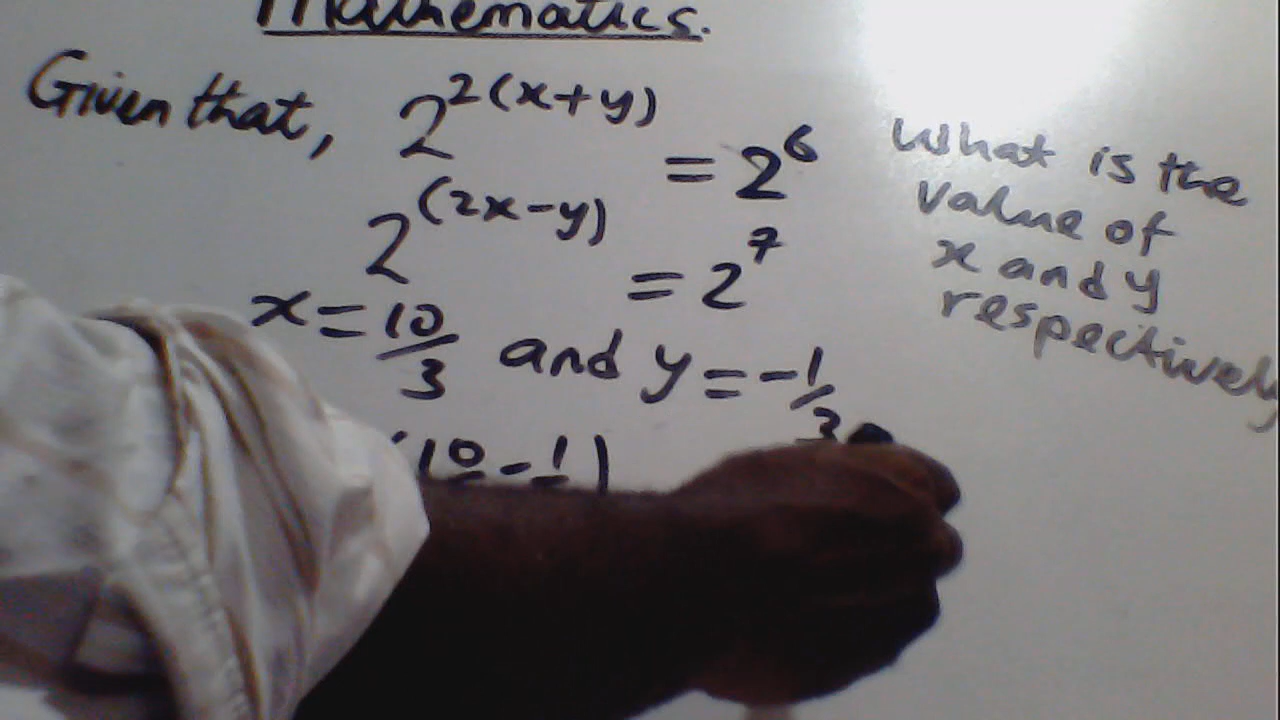 Mathematics.
Given that, 2^2(x+y) = 2^6
2^(2x-y) = 2^7
x = 10/3 and y = -1/3
(10 - 1)
What is the
value of
x and y
respectively